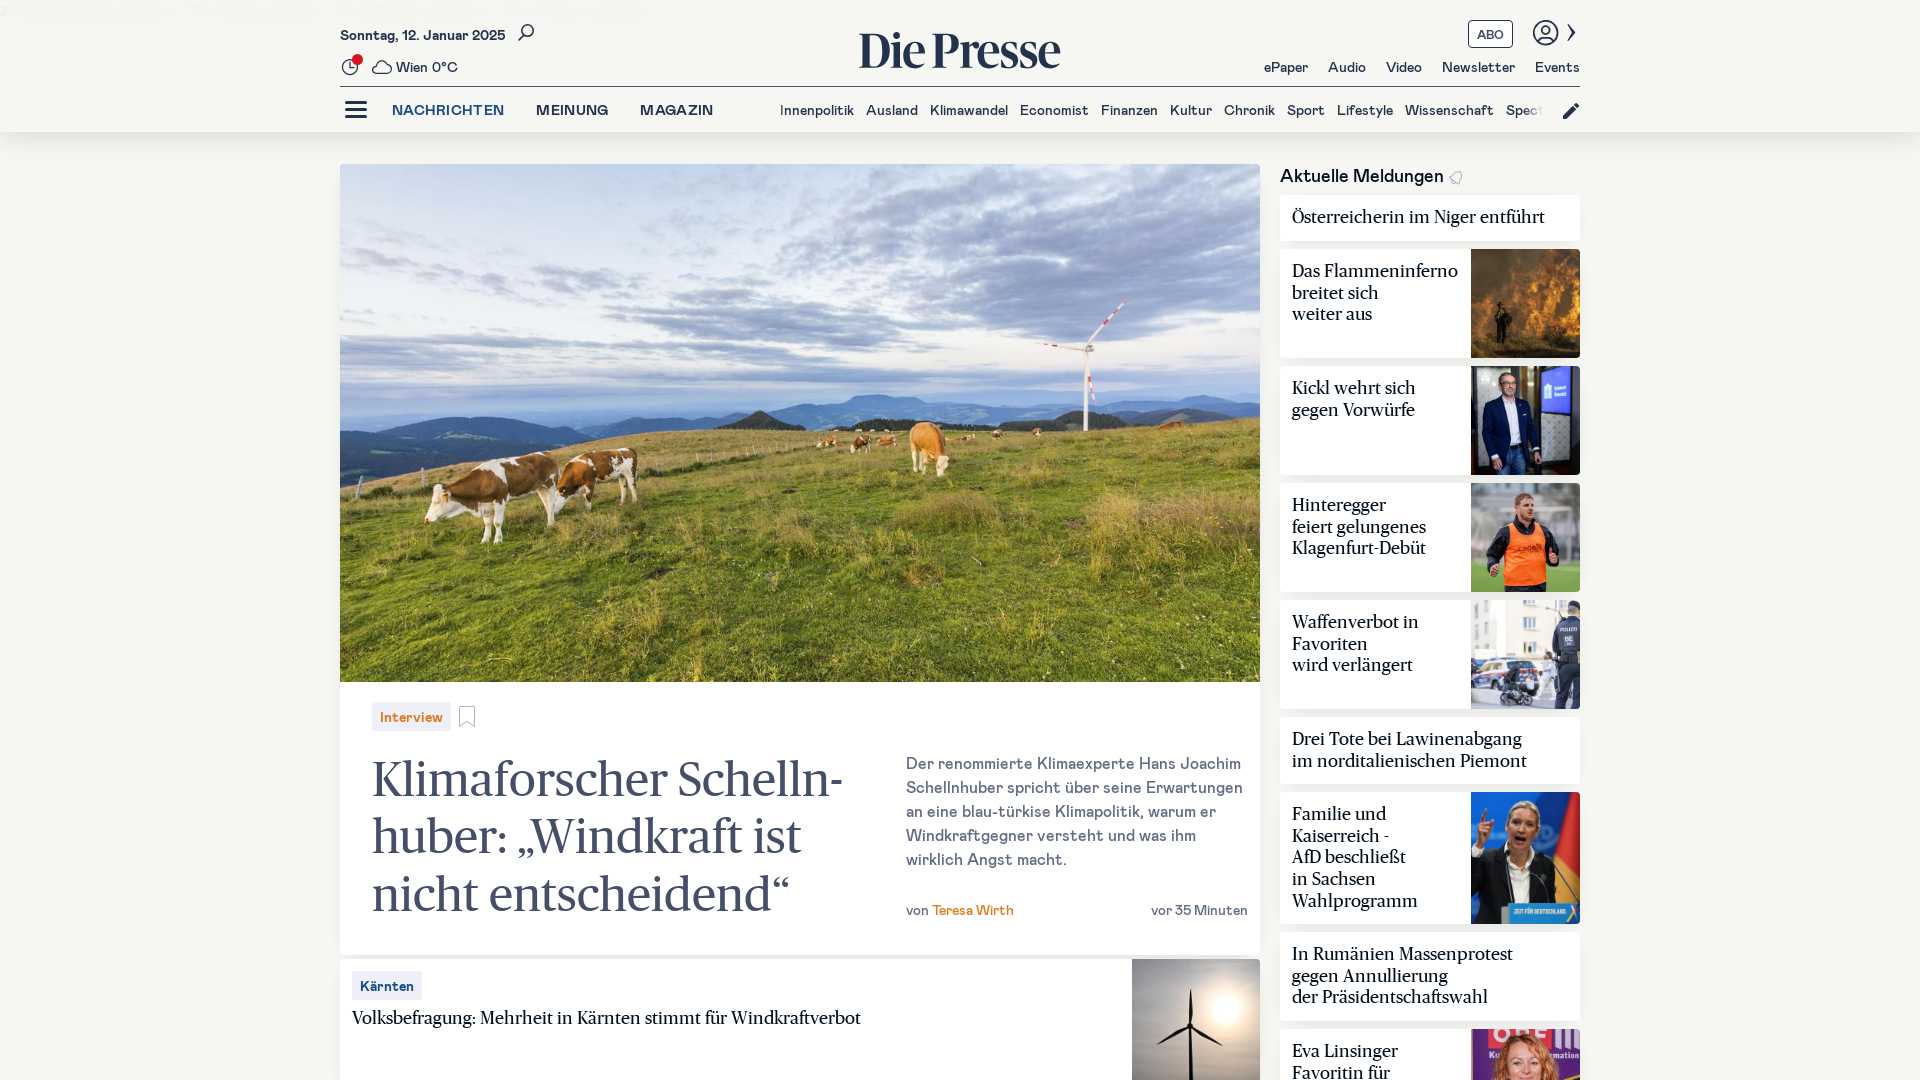 Sonntag, 12. Januar 2025
Wien 0°C
Die Presse
ABO
ePaper Audio Video Newsletter Events
NACHRICHTEN MEINUNG MAGAZIN
Innenpolitik Ausland Klimawandel Economist Finanzen Kultur Chronik Sport Lifestyle Wissenschaft Spect
Interview
Klimaforscher Schelln-
huber: „Windkraft ist
nicht entscheidend“
Der renommierte Klimaexperte Hans Joachim
Schellnhuber spricht über seine Erwartungen
an eine blau-türkise Klimapolitik, warum er
Windkraftgegner versteht und was ihm
wirklich Angst macht.
von Teresa Wirth
vor 35 Minuten
Kärnten
Volksbefragung: Mehrheit in Kärnten stimmt für Windkraftverbot
Aktuelle Meldungen
Österreicherin im Niger entführt
Das Flammeninferno
breitet sich
weiter aus
Kickl wehrt sich
gegen Vorwürfe
Hinteregger
feiert gelungenes
Klagenfurt-Debüt
Waffenverbot in
Favoriten
wird verlängert
POLIZEI
Drei Tote bei Lawinenabgang
im norditalienischen Piemont
Familie und
Kaiserreich -
AfD beschließt
in Sachsen
Wahlprogramm
ZEIT FÜR DEUTSCHLAND
In Rumänien Massenprotest
gegen Annullierung
der Präsidentschaftswahl
Eva Linsinger
Favoritin für